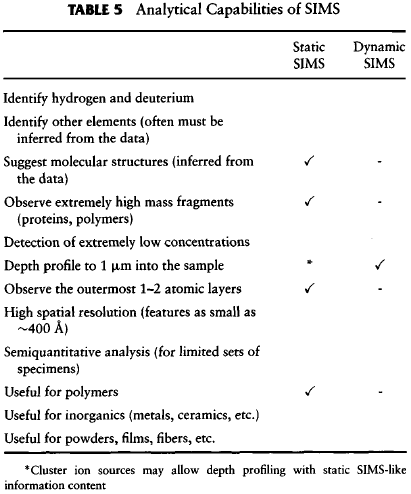 TABLE 5 Analytical Capabilities of SIMS
Static Dynamic
SIMS SIMS
Identify hydrogen and deuterium
Identify other elements (often must be
inferred from the data)
Suggest molecular structures (inferred from ✓ -
the data)
Observe extremely high mass fragments ✓ -
(proteins, polymers)
Detection of extremely low concentrations
Depth profile to 1 μm into the sample * ✓
Observe the outermost 1–2 atomic layers ✓ -
High spatial resolution (features as small as
~400 Å)
Semiquantitative analysis (for limited sets of
specimens)
Useful for polymers ✓ -
Useful for inorganics (metals, ceramics, etc.)
Useful for powders, films, fibers, etc.
*Cluster ion sources may allow depth profiling with static SIMS-like
information content